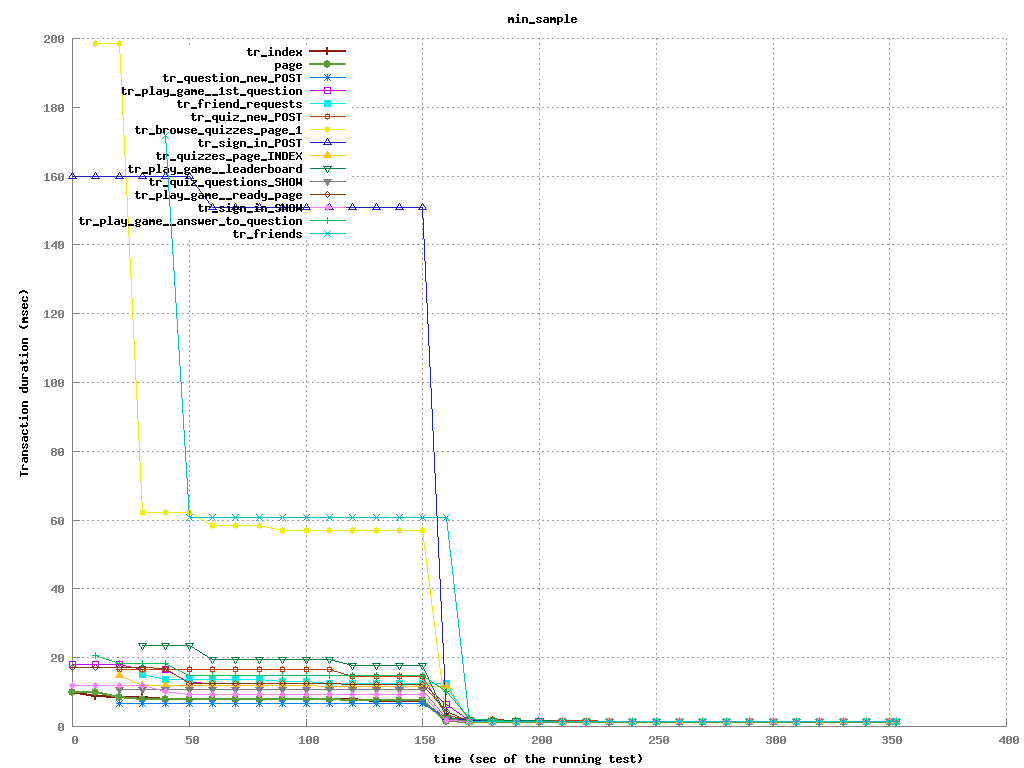 min_sample
200
180
160
140
120
100
80
60
40
20
0
Transaction duration (msec)
tr_index
page
tr_question_new_POST
tr_play_game__1st_question
tr_friend_requests
tr_quiz_new_POST
tr_browse_quizzes_page_1
tr_sign_in_POST
tr_quizzes_page_INDEX
tr_play_game__leaderboard
tr_quiz_questions_SHOW
tr_play_game__ready_page
tr_sign_in_SHOW
tr_play_game__answer_to_question
tr_friends
0 50 100 150 200 250 300 350 400
time (sec of the running test)